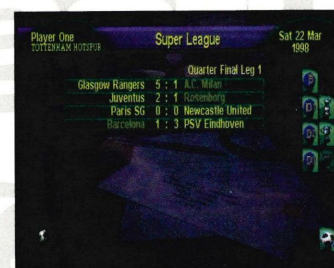 Player One
TOTTENHAM HOTSPUR
Super League
Sat 22 Mar
1998
Quarter Final Leg 1
Glasgow Rangers 5 : 1 A.C. Milan
Juventus 2 : 1 Rosenborg
Paris SG 0 : 0 Newcastle United
Barcelona 1 : 3 PSV Eindhoven